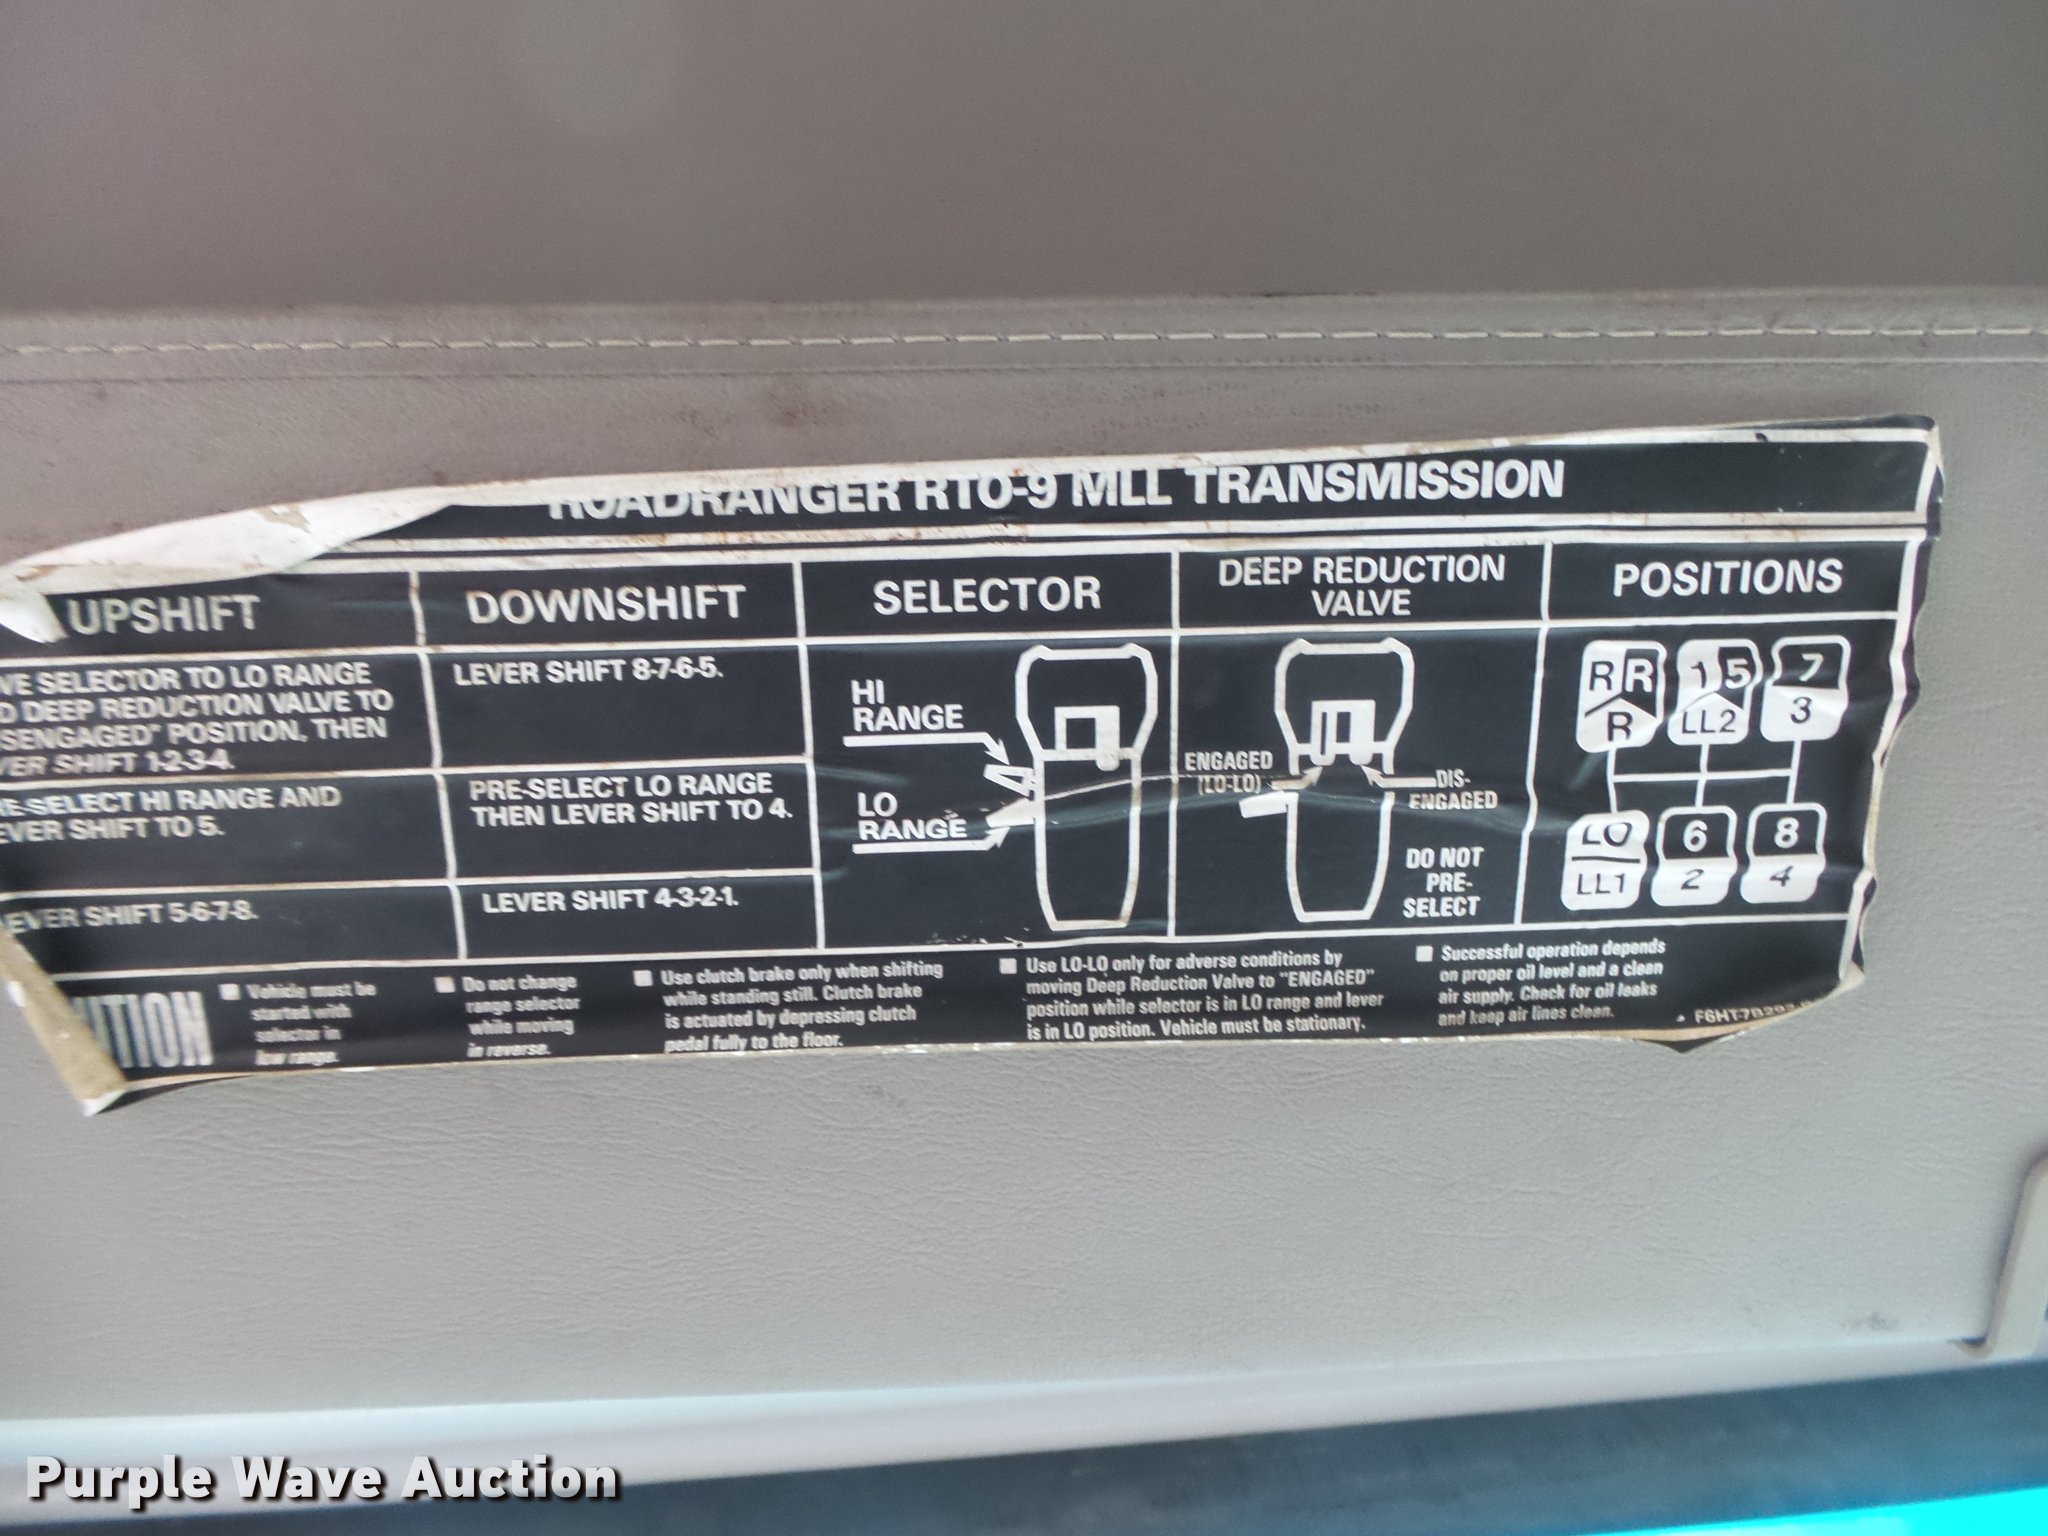 ROADRANGER RTO-9 MLL TRANSMISSION
UPSHIFT
VE SELECTOR TO LO RANGE
D DEEP REDUCTION VALVE TO
SENGAGED" POSITION, THEN
VER SHIFT 1-2-3-4.
RE-SELECT HI RANGE AND
EVER SHIFT TO 5.
EVER SHIFT 5-6-7-8.
DOWNSHIFT
LEVER SHIFT 8-7-6-5.
PRE-SELECT LO RANGE
THEN LEVER SHIFT TO 4.
LEVER SHIFT 4-3-2-1.
SELECTOR
HI
RANGE
LO
RANGE
DEEP REDUCTION
VALVE
ENGAGED
(LO-LO)
DIS-
ENGAGED
DO NOT
PRE-
SELECT
POSITIONS
R R 1 5 7
R LL2 3
LO 6 8
LL1 2 4
UTION
Vehicle must be
started with
selector in
low range.
Do not change
range selector
while moving
in reverse.
Use clutch brake only when shifting
while standing still. Clutch brake
is actuated by depressing clutch
pedal fully to the floor.
Use LO-LO only for adverse conditions by
moving Deep Reduction Valve to "ENGAGED"
position while selector is in LO range and lever
is in LO position. Vehicle must be stationary.
Successful operation depends
on proper oil level and a clean
air supply. Check for oil leaks
and keep air lines clean.
Purple Wave Auction